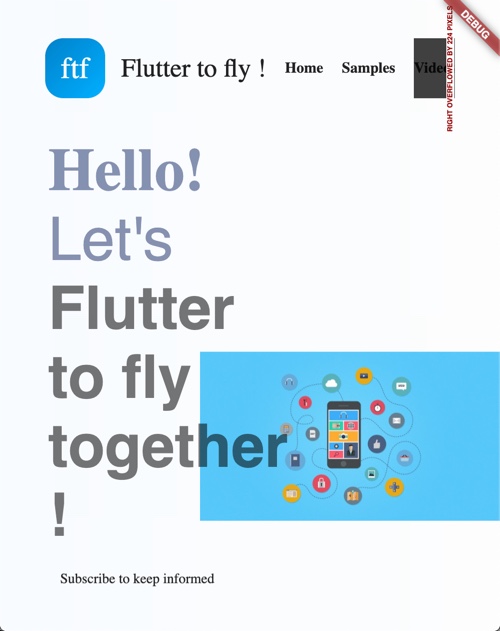 DEBUG
RIGHT OVERFLOWED BY 224 PIXELS
ftf Flutter to fly ! Home Samples Vide
Hello!
Let's
Flutter
to fly
together
!
Subscribe to keep informed